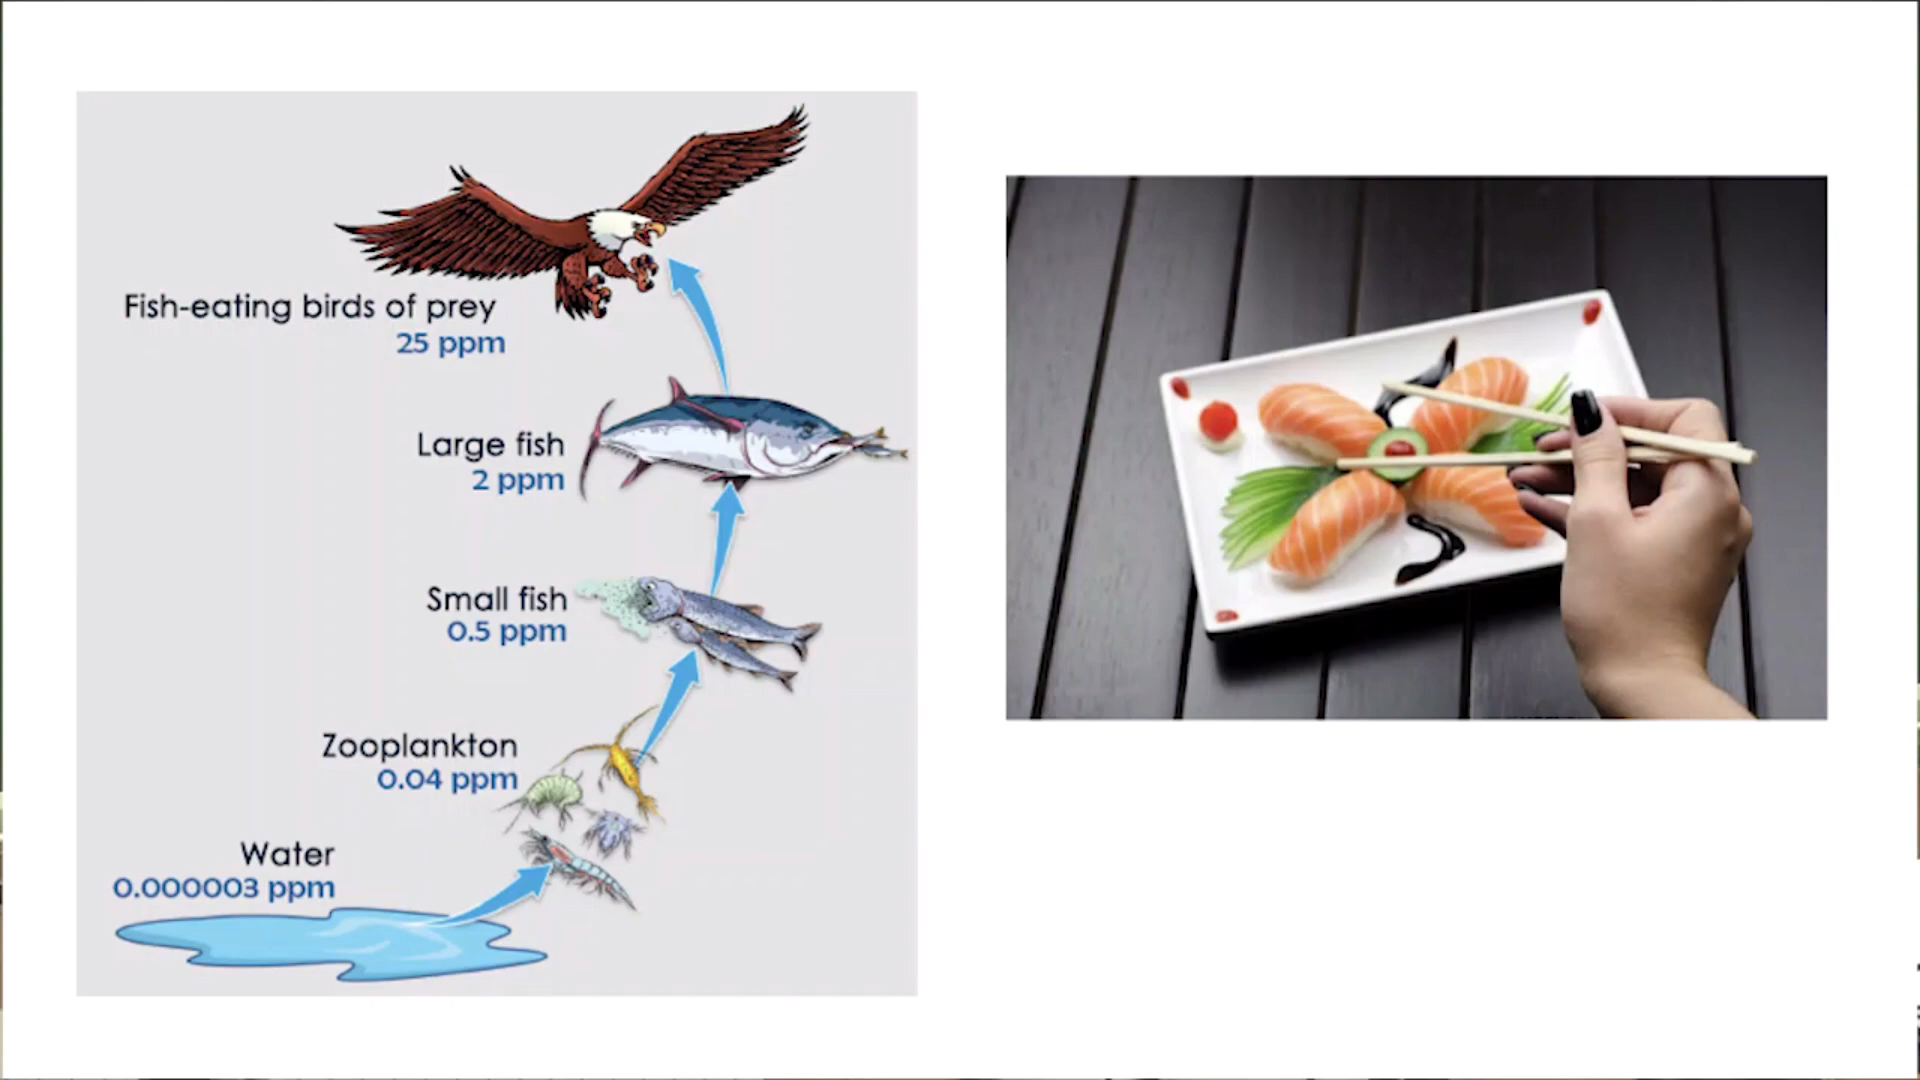 Fish-eating birds of prey
25 ppm
Large fish
2 ppm
Small fish
0.5 ppm
Zooplankton
0.04 ppm
Water
0.000003 ppm